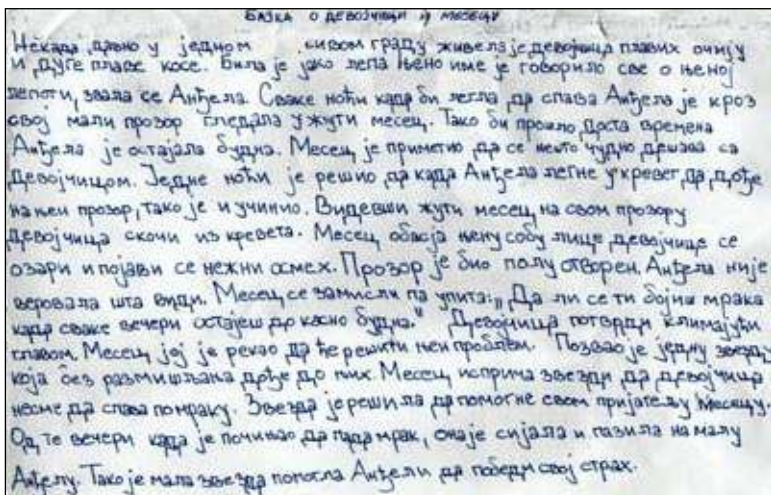 БАЈКА О ДЕВОЈЧИЦИ И МЕСЕЦУ
Некада давно у једном сивом граду живела је девојчица плавих очију
и дуге плаве косе. Била је јако лепа њено име је говорило све о њеној
лепоти, звала се Анђела. Сваке ноћи када би легла да спава Анђела је кроз
свој мали прозор гледала у жути месец. Тако би прошло доста времена
Анђела је остајала будна. Месец је приметио да се нешто чудно дешава са
девојчицом. Једне ноћи је решио да када Анђела легне у кревет да дође
на њен прозор, тако је и учинио. Видевши жути месец на свом прозору
девојчица скочи из кревета. Месец обасја њену собу лице девојчице се
озари и појави се нежни осмех. Прозор је био полу отворен. Анђела није
веровала шта види. Месец се замисли па упита: „Да ли се ти бојиш мрака
када сваке вечери остајеш до касно будна." Девојчица потврди климајући
главом. Месец јој је рекао да ће решити њен проблем. Позвао је једну звезду
која без размишљана дође до њих. Месец исприча звезди да девојчица
несме да спава по мраку. Звезда је решила да помогне свом пријатељу Месецу.
Од те вечери када је почињао да пада мрак, она је сијала и пазила на малу
Анђелу. Тако је мала звезда помогла Анђели да победи свој страх.